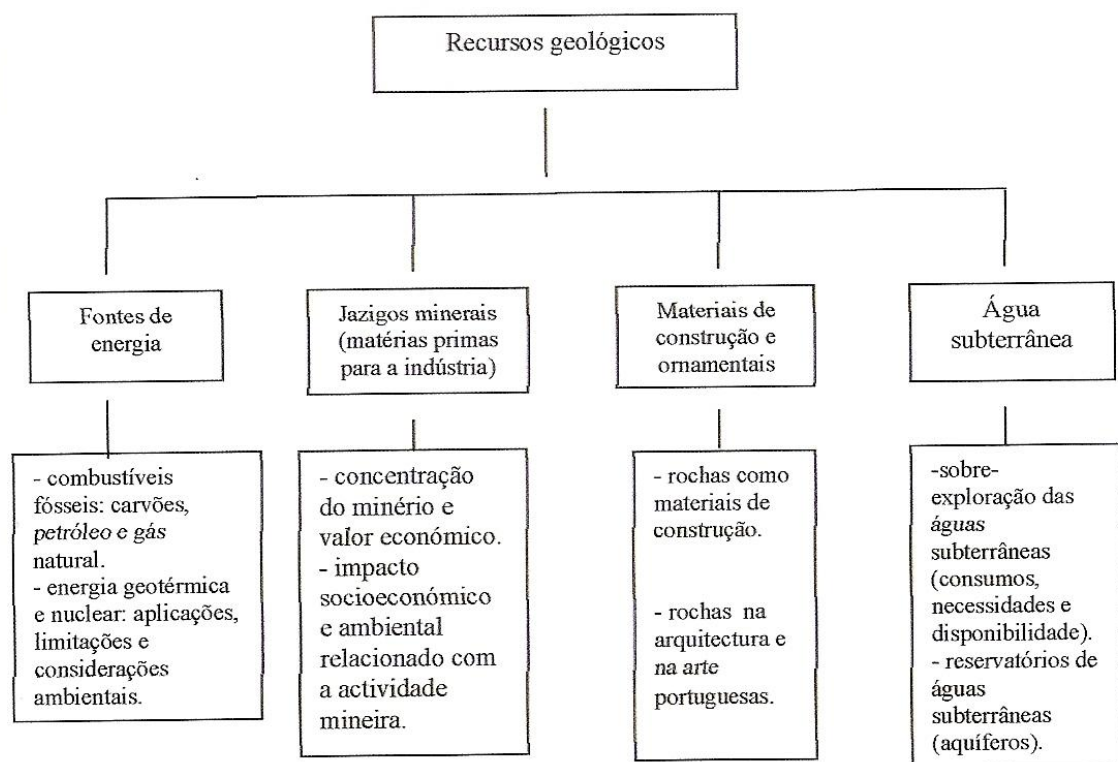 Recursos geológicos
Fontes de
energia
Jazigos minerais
(matérias primas
para a indústria)
Materiais de
construção e
ornamentais
Água
subterrânea
- combustíveis
fósseis: carvões,
petróleo e gás
natural.
- energia geotérmica
e nuclear: aplicações,
limitações e
considerações
ambientais.
- concentração
do minério e
valor económico.
- impacto
socioeconómico
e ambiental
relacionado com
a actividade
mineira.
- rochas como
materiais de
construção.
- rochas na
arquitectura e
na arte
portuguesas.
-sobre-
exploração das
águas
subterrâneas
(consumos,
necessidades e
disponibilidade).
- reservatórios de
águas
subterrâneas
(aquíferos).